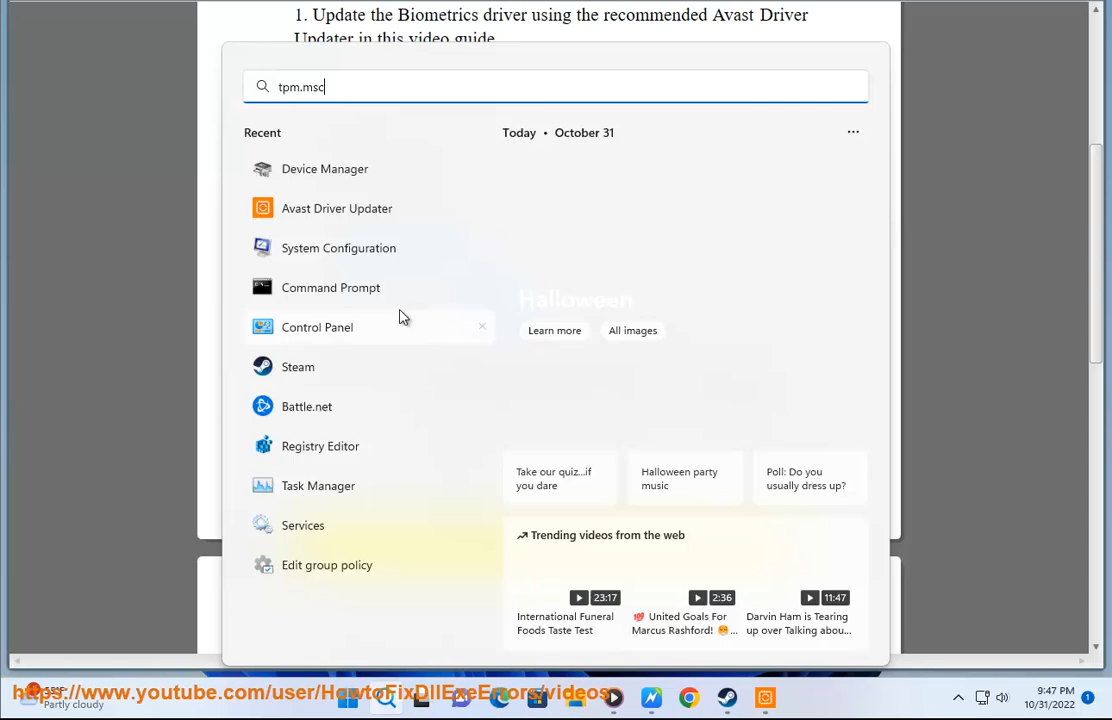 1. Update the Biometrics driver using the recommended Avast Driver
Updater in this video guide
tpm.msc
Recent
Today • October 31
Device Manager
Avast Driver Updater
System Configuration
Command Prompt
Control Panel
Steam
Battle.net
Registry Editor
Task Manager
Services
Edit group policy
Halloween
Learn more
All images
Take our quiz...if
you dare
Halloween party
music
Poll: Do you
usually dress up?
Trending videos from the web
23:17
International Funeral
Foods Taste Test
2:36
💯 United Goals For
Marcus Rashford! 😁...
11:47
Darvin Ham is Tearing
up over Talking abou...
https://www.youtube.com/user/HowtoFixDllExeErrors/videos
Partly cloudy
9:47 PM
10/31/2022
1